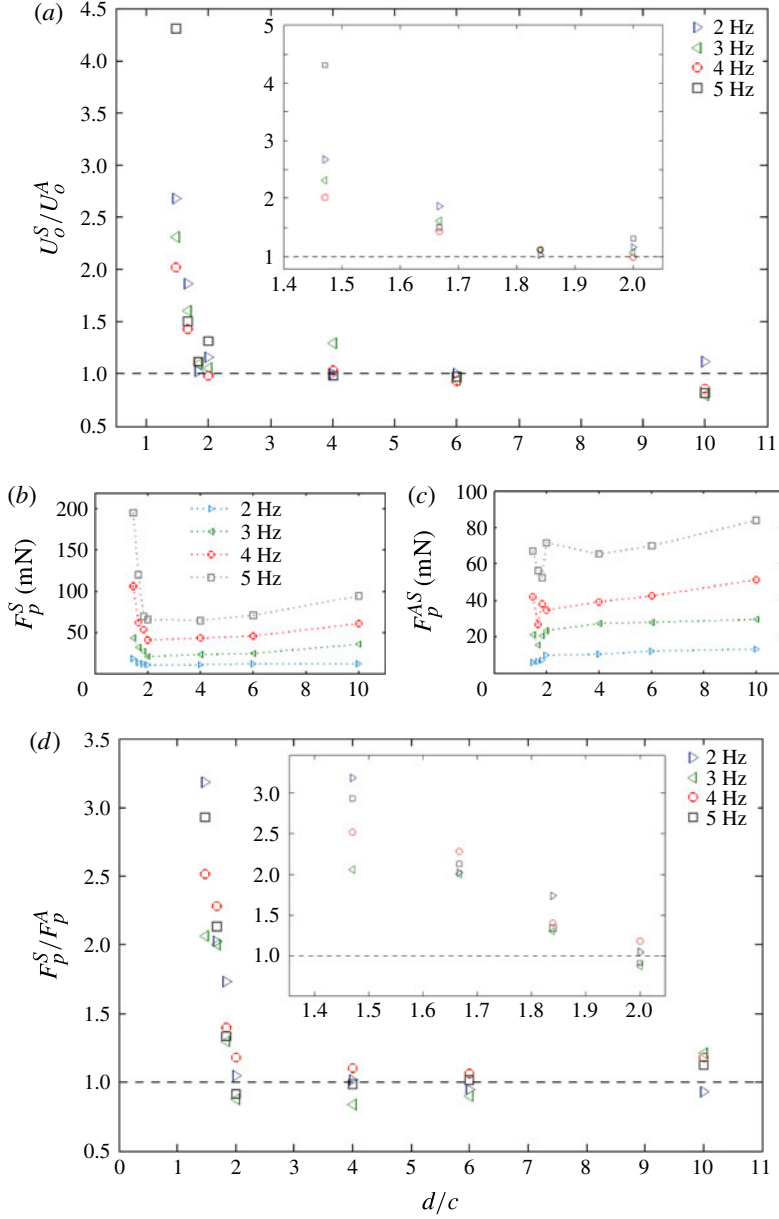 (a)
4.5
4.0
3.5
3.0
2.5
2.0
1.5
1.0
0.5
U_o^S/U_o^A
1 2 3 4 5 6 7 8 9 10 11
5
4
3
2
1
1.4 1.5 1.6 1.7 1.8 1.9 2.0
2 Hz
3 Hz
4 Hz
5 Hz
(b)
200
150
100
50
0 2 4 6 8 10
F_p^S (mN)
2 Hz
3 Hz
4 Hz
5 Hz
(c)
100
80
60
40
20
0 2 4 6 8 10
F_p^{AS} (mN)
(d)
3.5
3.0
2.5
2.0
1.5
1.0
0.5
F_p^S/F_p^A
0 1 2 3 4 5 6 7 8 9 10 11
d/c
3.0
2.5
2.0
1.5
1.0
1.4 1.5 1.6 1.7 1.8 1.9 2.0
2 Hz
3 Hz
4 Hz
5 Hz